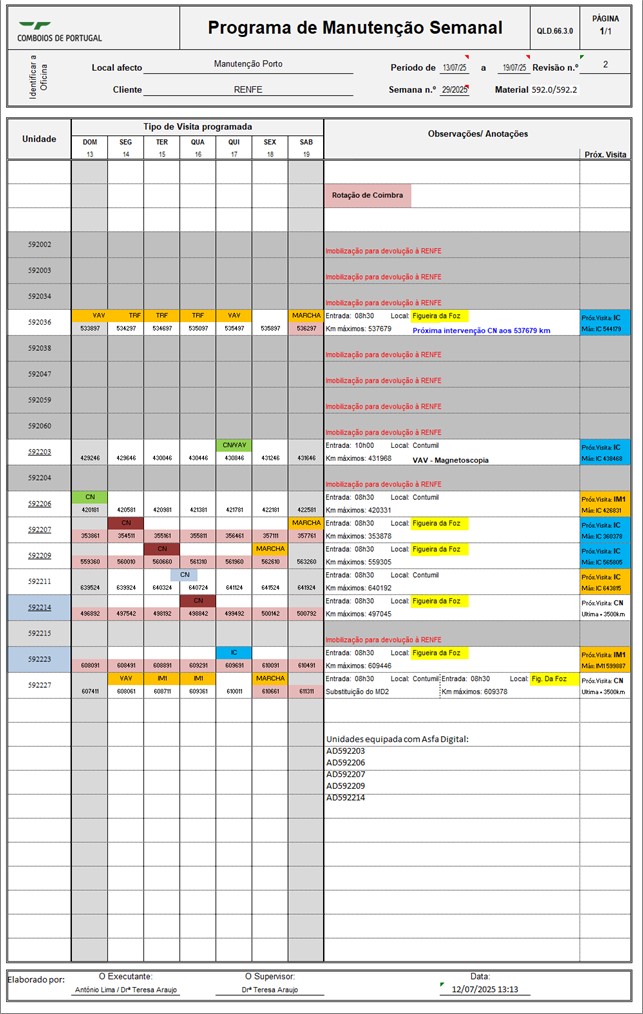 COMBOIOS DE PORTUGAL
Programa de Manutenção Semanal
QLD.66.3.0
PÁGINA
1/1
Identificar a Oficina
Local afecto Manutenção Porto
Periodo de 13/07/25 a 19/07/25 Revisão n.º 2
Cliente RENFE
Semana n.º 29/2025 Material 592.0/592.2
Unidade
Tipo de Visita programada
Observações/ Anotações
DOM SEG TER QUA QUI SEX SAB
13 14 15 16 17 18 19
Próx. Visita
Rotação de Coimbra
592002 Imobilização para devolução à RENFE
592003 Imobilização para devolução à RENFE
592034 Imobilização para devolução à RENFE
592036
VAV TRF TRF TRF VAV MARCHA
Entrada: 08h30 Local: Figueira da Foz Próx.Visita: IC
533897 534297 534697 535097 535497 535897 536297
Km máximos: 537679 Próxima intervenção CN aos 537679 km Máx: IC 544179
592038 Imobilização para devolução à RENFE
592047 Imobilização para devolução à RENFE
592059 Imobilização para devolução à RENFE
592060 Imobilização para devolução à RENFE
592203
CN/VAV
Entrada: 10h00 Local: Contumil Próx.Visita: IC
429246 429646 430046 430446 430846 431246 431646
Km máximos: 431968 VAV - Magnetoscopia Máx: IC 438468
592204 Imobilização para devolução à RENFE
592206
CN
Entrada: 08h30 Local: Contumil Próx.Visita: IM1
420181 420581 420981 421381 421781 422181 422581
Km máximos: 420331 Máx: IC 426831
592207
CN MARCHA
Entrada: 08h30 Local: Figueira da Foz Próx.Visita: IC
353861 354511 355161 355811 356461 357111 357761
Km máximos: 353878 Máx: IC 360378
592209
CN MARCHA
Entrada: 08h30 Local: Figueira da Foz Próx.Visita: IC
559360 560010 560660 561310 561960 562610 563260
Km máximos: 559305 Máx: IC 565805
592211
CN
Entrada: 08h30 Local: Contumil Próx.Visita: IC
639524 639924 640324 640724 641124 641524 641924
Km máximos: 640192 Máx: IC 643815
592214
CN
Entrada: 08h30 Local: Figueira da Foz Próx.Visita: CN
496892 497542 498192 498842 499492 500142 500792
Km máximos: 497045 Ultima + 3500km
592215 Imobilização para devolução à RENFE
592223
IC
Entrada: 08h30 Local: Figueira da Foz Próx.Visita: IM1
608091 608491 608891 609291 609691 610091 610491
Km máximos: 609446 Máx: IM1 599887
592227
VAV IM1 IM1 MARCHA
Entrada: 08h30 Local: Contumil Entrada: 08h30 Local: Fig. Da Foz Próx.Visita: CN
607411 608061 608711 609361 610011 610661 611311
Substituição do MD2 Km máximos: 609378 Ultima + 3500km
Unidades equipada com Asfa Digital:
AD592203
AD592206
AD592207
AD592209
AD592214
Elaborado por:
O Executante: O Supervisor: Data:
António Lima / Drª Teresa Araujo Drª Teresa Araujo 12/07/2025 13:13